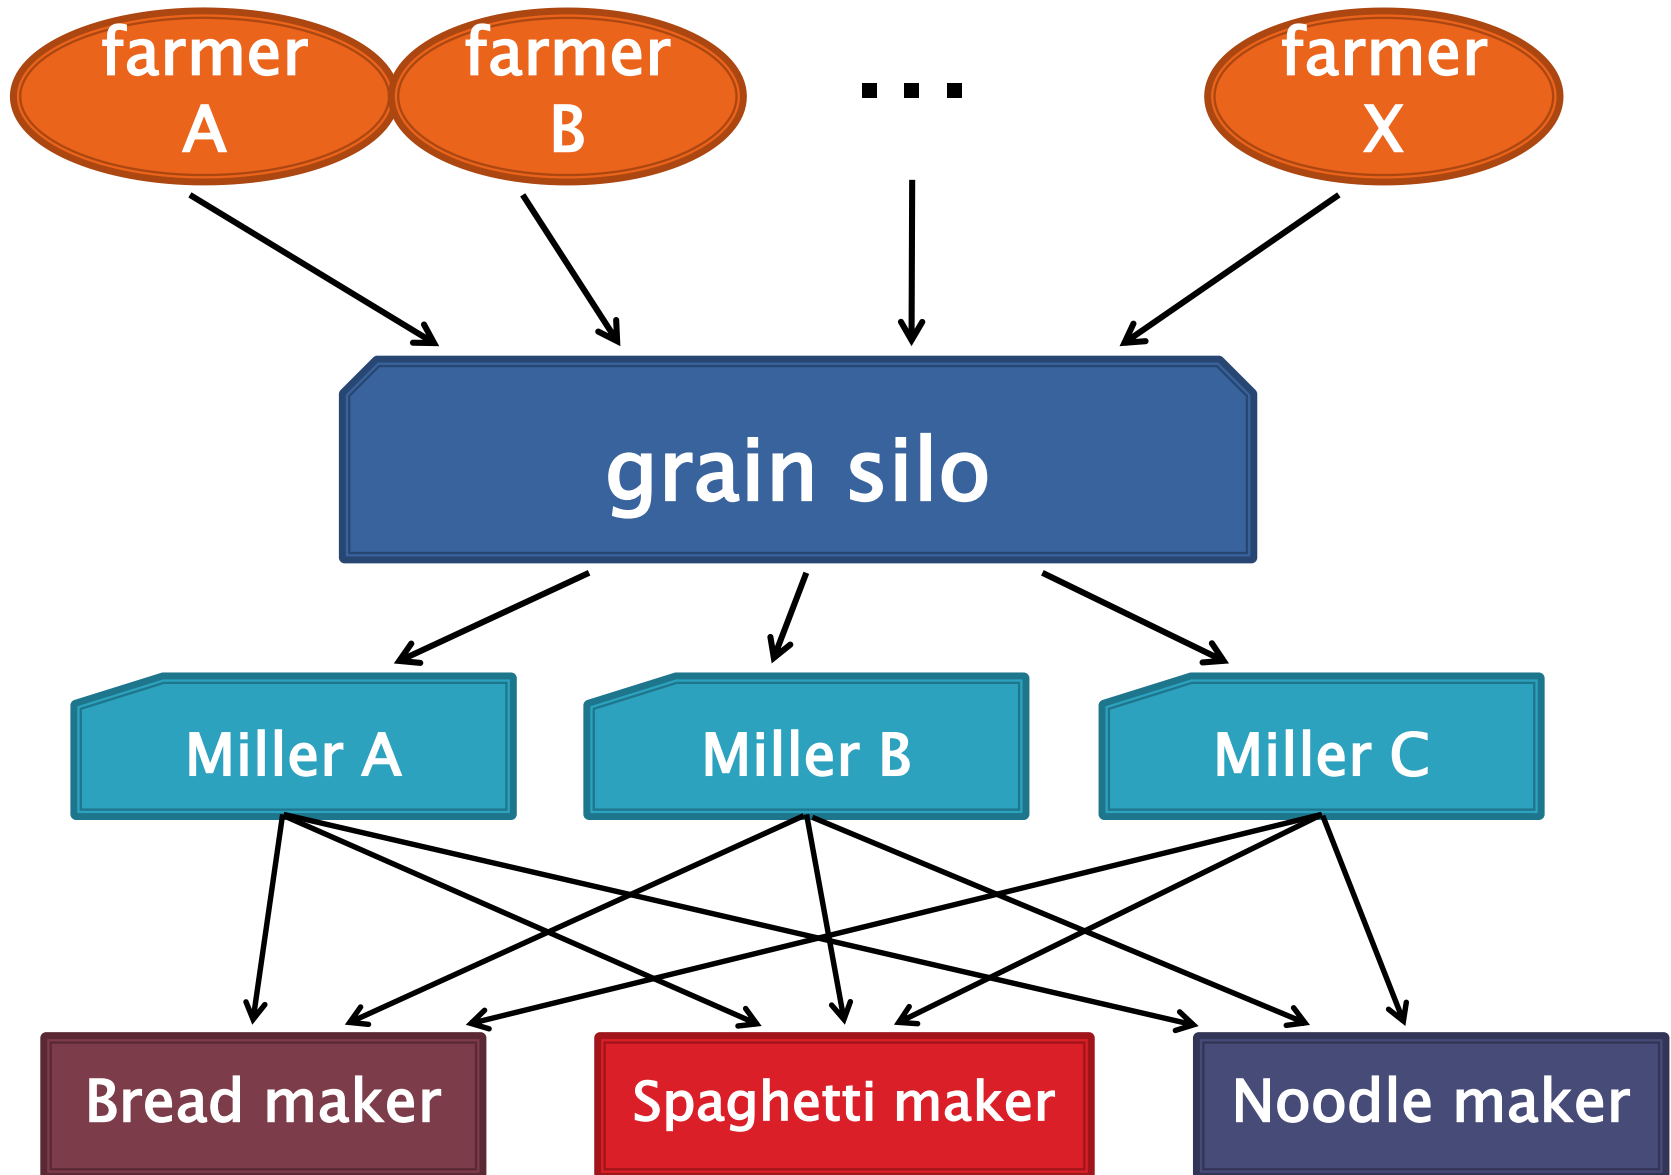 farmer
A
farmer
B
...
farmer
X
grain silo
Miller A
Miller B
Miller C
Bread maker
Spaghetti maker
Noodle maker